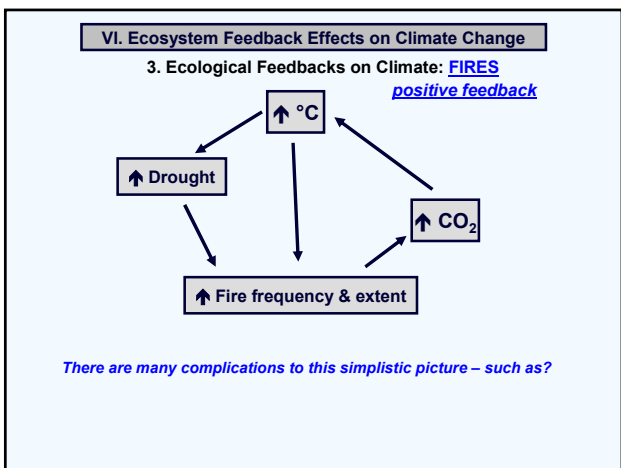 VI. Ecosystem Feedback Effects on Climate Change
3. Ecological Feedbacks on Climate: FIRES
positive feedback
↑ °C
↑ Drought
↑ CO₂
↑ Fire frequency & extent
There are many complications to this simplistic picture – such as?